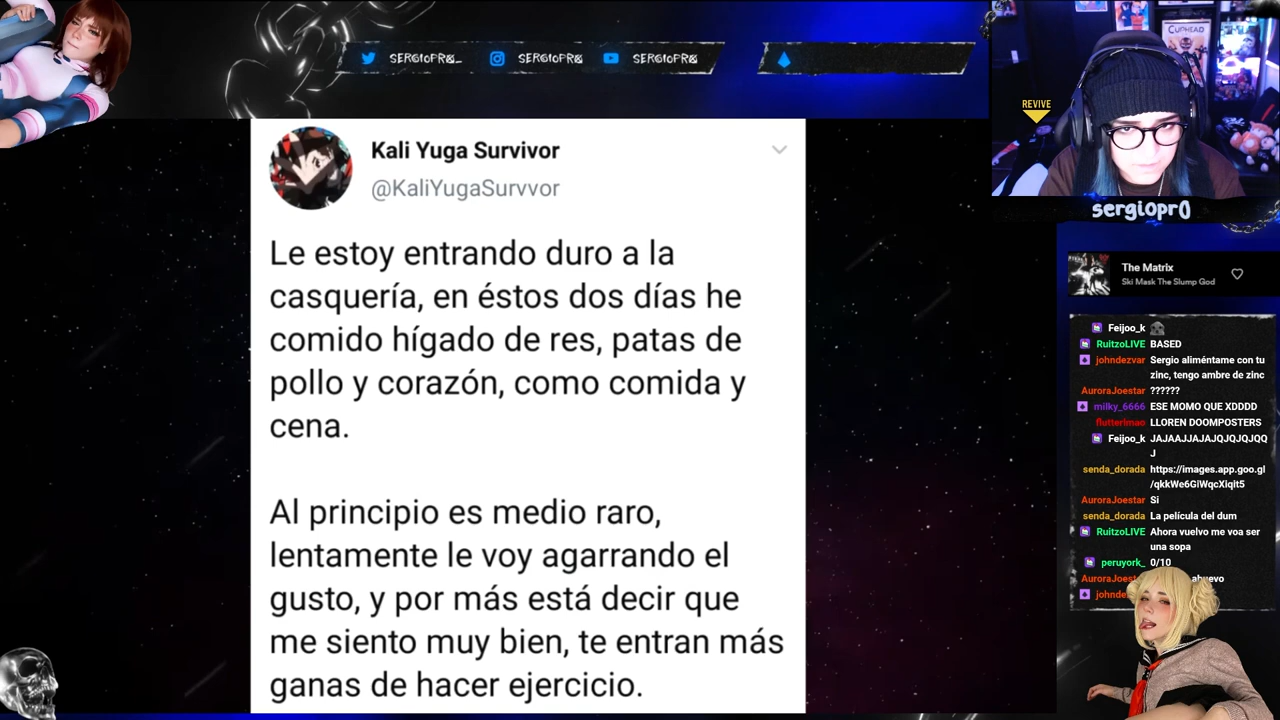 SERGIOPR0_
SERGIOPR0
SERGIOPR0
CUPHEAD
REVIVE
sergiopr0
Kali Yuga Survivor
@KaliYugaSurvvor
Le estoy entrando duro a la
casquería, en éstos dos días he
comido hígado de res, patas de
pollo y corazón, como comida y
cena.
Al principio es medio raro,
lentamente le voy agarrando el
gusto, y por más está decir que
me siento muy bien, te entran más
ganas de hacer ejercicio.
The Matrix
Ski Mask The Slump God
Feijoo_k
RuitzoLIVE BASED
johndezvar Sergio aliméntame con tu
zinc, tengo ambre de zinc
AuroraJoestar ??????
milky_6666 ESE MOMO QUE XDDDD
flutterlmao LLOREN DOOMPOSTERS
Feijoo_k JAJAAJJAJAJQJQJQJQQ
J
senda_dorada https://images.app.goo.gl
/qkkWe6GiWqcXiqit5
AuroraJoestar Si
senda_dorada La película del dum
RuitzoLIVE Ahora vuelvo me voa ser
una sopa
peruyork_ 0/10